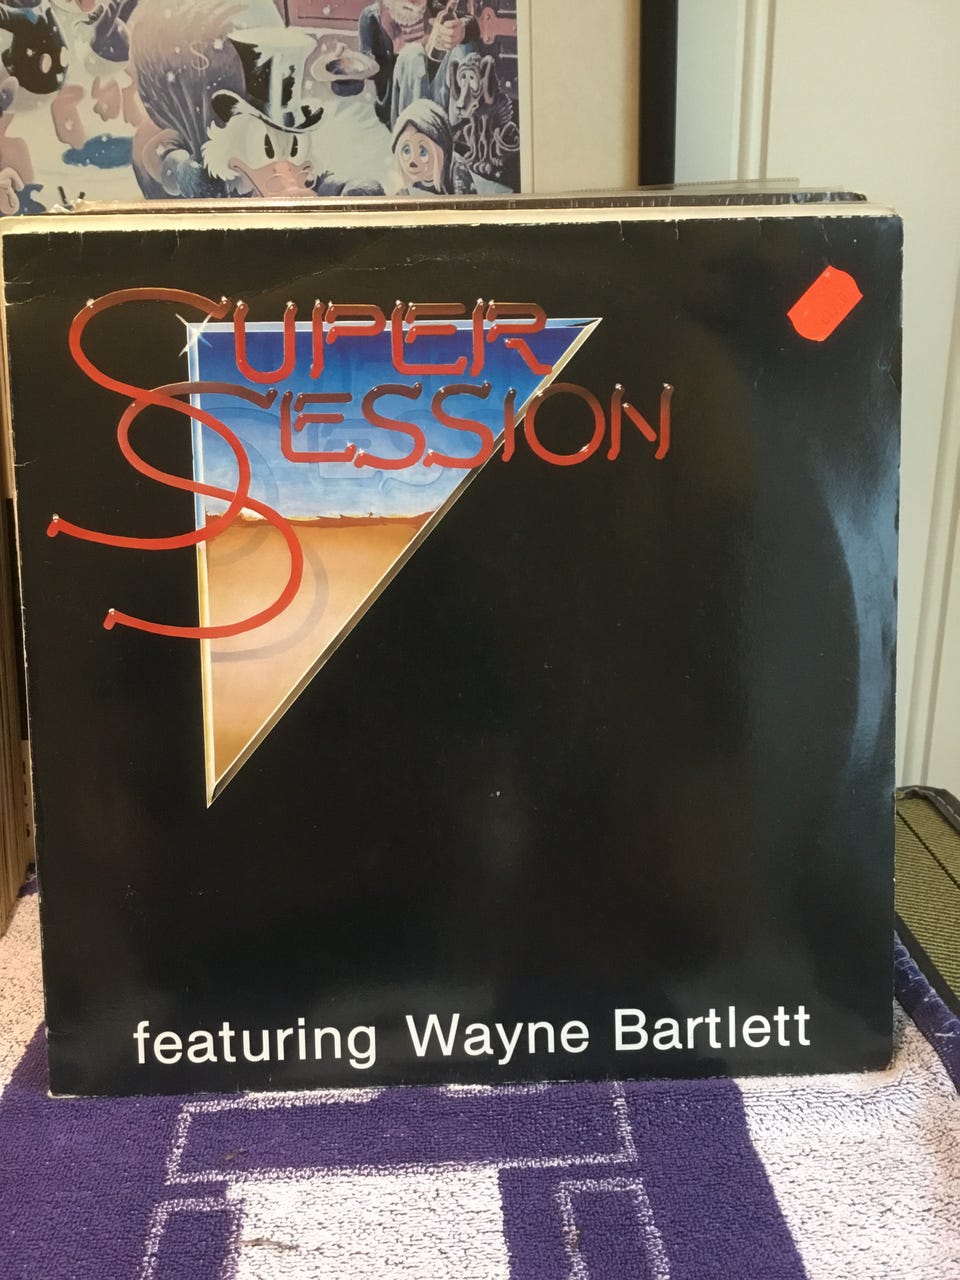 $
SUPER
SESSION
featuring Wayne Bartlett